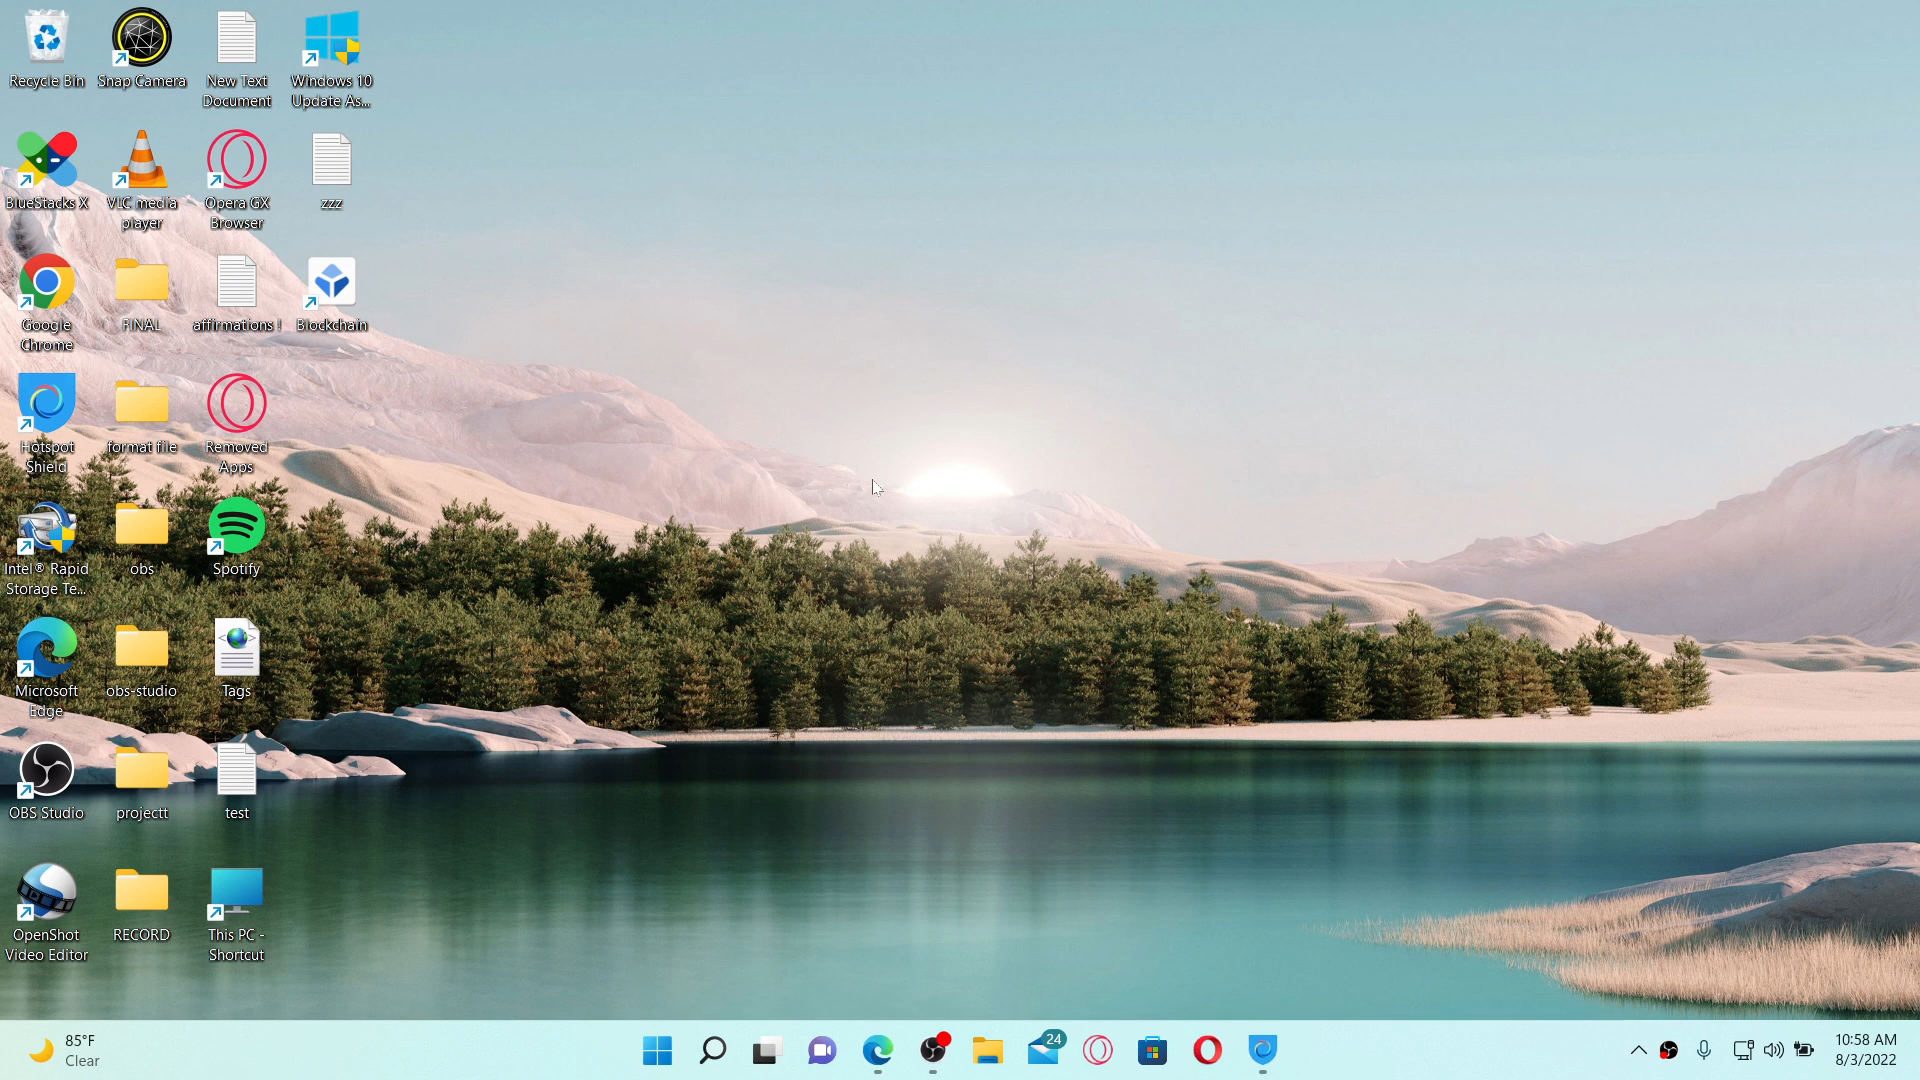 Recycle Bin
Snap Camera
New Text
Document
Windows 10
Update As...
BlueStacks X
VLC media
player
Opera GX
Browser
zzz
Google
Chrome
FINAL
affirmations !
Blockchain
Hotspot
Shield
format file
Removed
Apps
Intel® Rapid
Storage Te...
obs
Spotify
Microsoft
Edge
obs-studio
Tags
OBS Studio
projectt
test
OpenShot
Video Editor
RECORD
This PC -
Shortcut
85°F
Clear
24
10:58 AM
8/3/2022